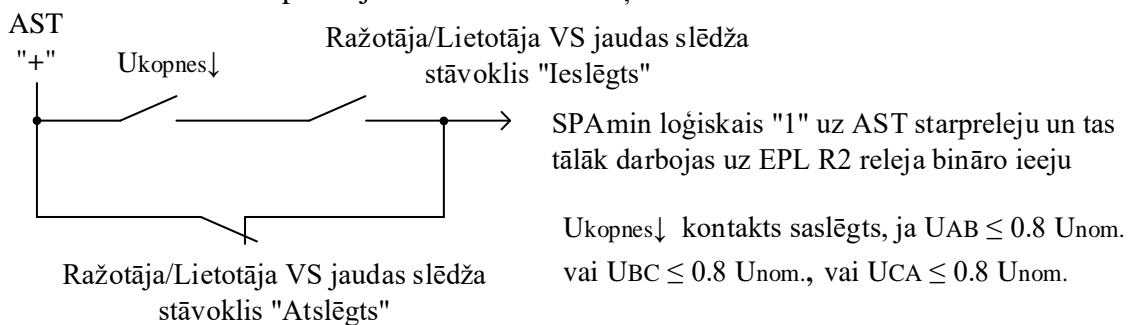 AST
"+"
Ukopnes↓
Ražotāja/Lietotāja VS jaudas slēdža
stāvoklis "Ieslēgts"
SPAmin loģiskais "1" uz AST starpreleju un tas
tālāk darbojas uz EPL R2 releja bināro ieeju
Ukopnes↓ kontakts saslēgts, ja UAB ≤ 0.8 Unom.
vai UBC ≤ 0.8 Unom., vai UCA ≤ 0.8 Unom.
Ražotāja/Lietotāja VS jaudas slēdža
stāvoklis "Atslēgts"